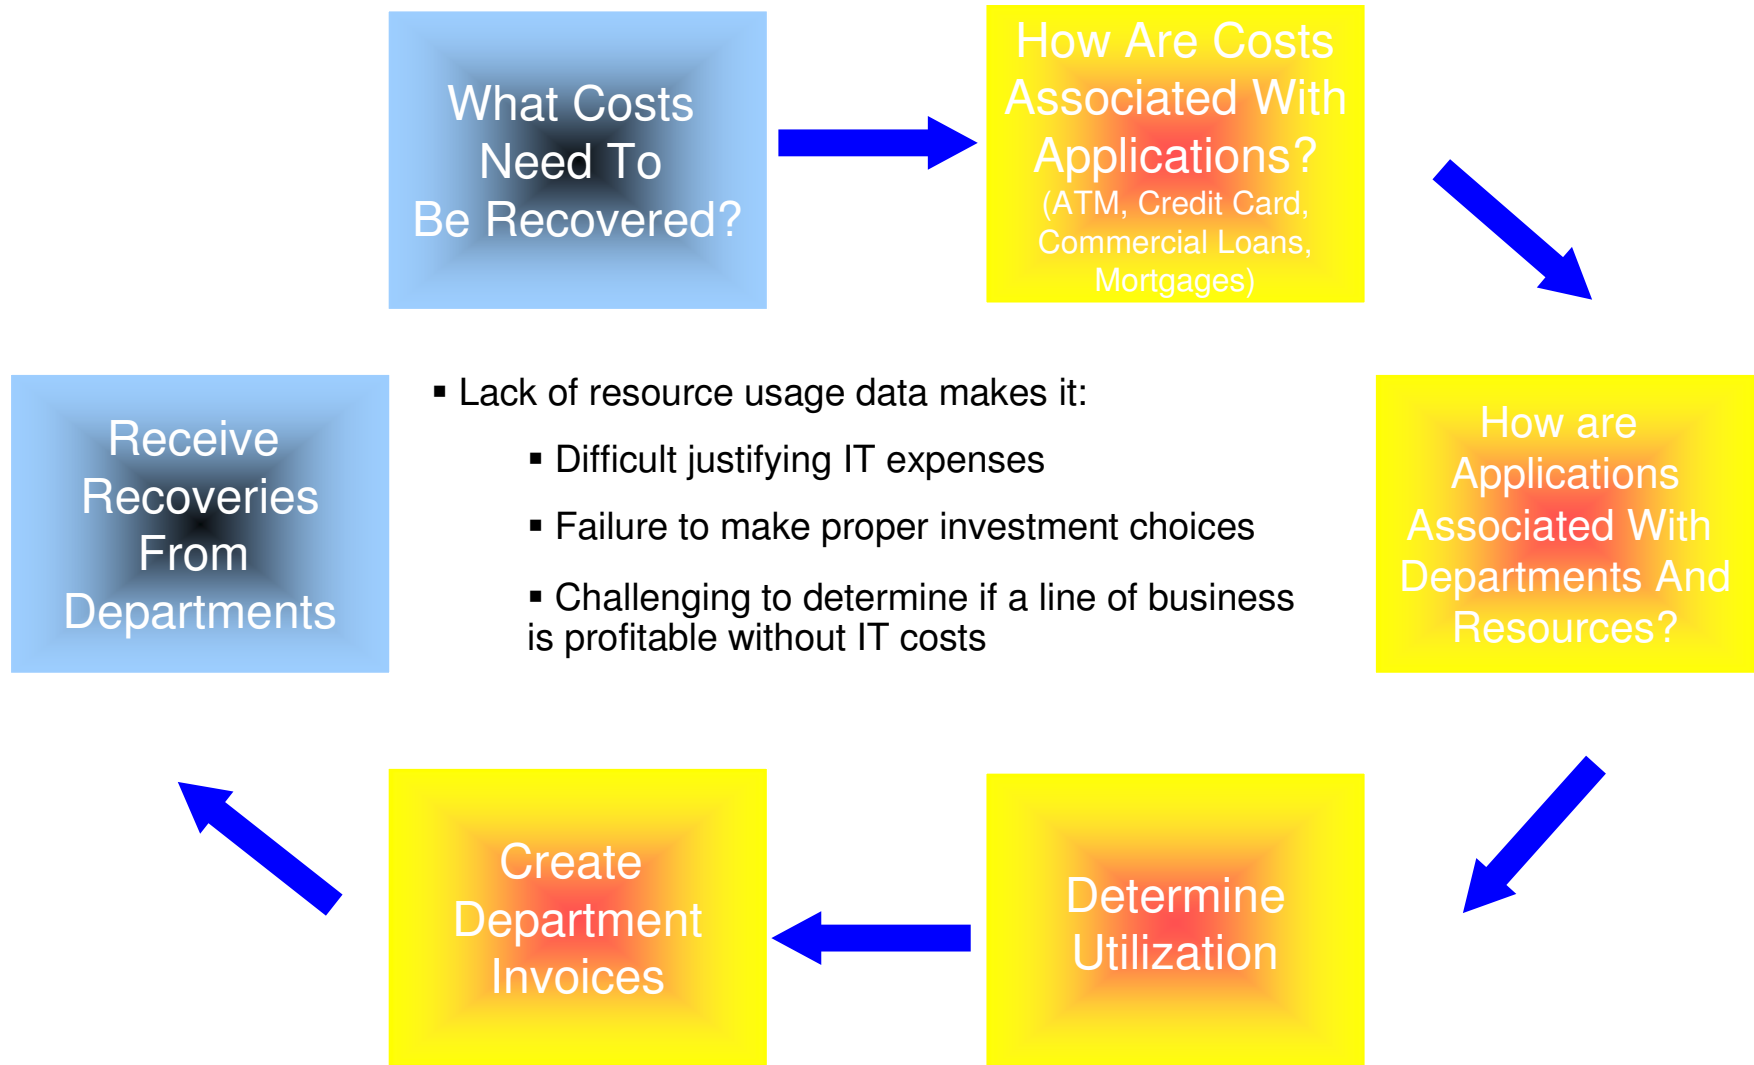 What Costs
Need To
Be Recovered?
How Are Costs
Associated With
Applications?
(ATM, Credit Card,
Commercial Loans,
Mortgages)
▪ Lack of resource usage data makes it:
▪ Difficult justifying IT expenses
▪ Failure to make proper investment choices
▪ Challenging to determine if a line of business
is profitable without IT costs
How are
Applications
Associated With
Departments And
Resources?
Determine
Utilization
Create
Department
Invoices
Receive
Recoveries
From
Departments